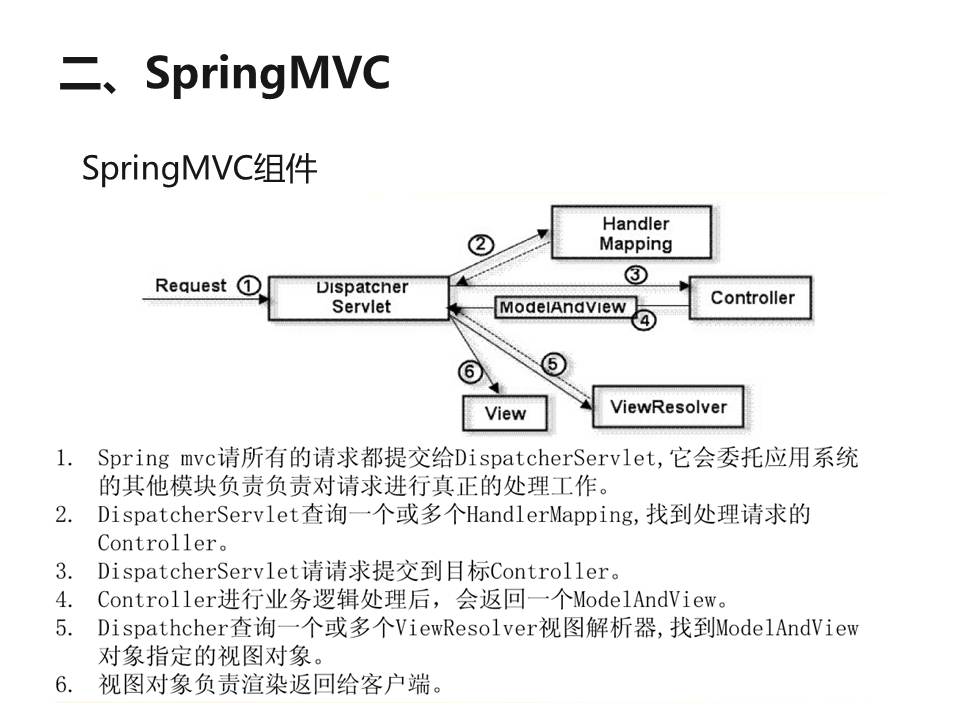 二、SpringMVC
SpringMVC组件
Handler
Mapping
②
③
Request ①
Dispatcher
Servlet
ModelAndView
④
Controller
⑤
⑥
View
ViewResolver
1. Spring mvc请所有的请求都提交给DispatcherServlet,它会委托应用系统
的其他模块负责负责对请求进行真正的处理工作。
2. DispatcherServlet查询一个或多个HandlerMapping,找到处理请求的
Controller。
3. DispatcherServlet请请求提交到目标Controller。
4. Controller进行业务逻辑处理后，会返回一个ModelAndView。
5. Dispathcher查询一个或多个ViewResolver视图解析器,找到ModelAndView
对象指定的视图对象。
6. 视图对象负责渲染返回给客户端。